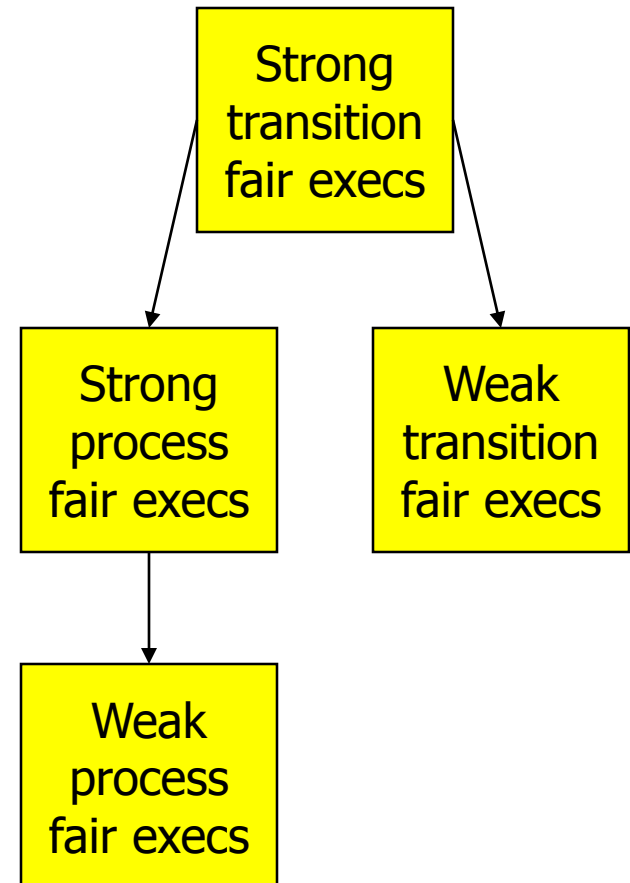 Strong
transition
fair execs
Strong
process
fair execs
Weak
transition
fair execs
Weak
process
fair execs